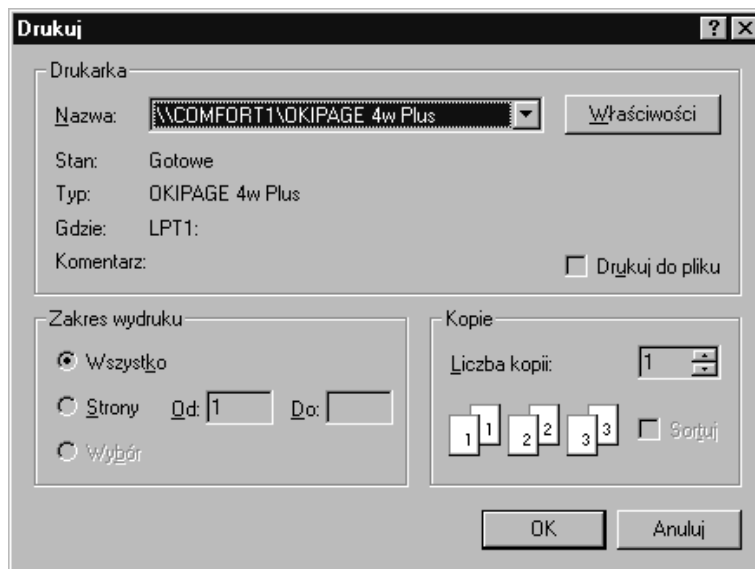 Drukuj
Drukarka
Nazwa: \\COMFORT1\OKIPAGE 4w Plus Właściwości
Stan: Gotowe
Typ: OKIPAGE 4w Plus
Gdzie: LPT1:
Komentarz: Drukuj do pliku
Zakres wydruku
Wszystko
Strony Od: 1 Do:
Wybór
Kopie
Liczba kopii: 1
1 1 2 2 3 3 Sortuj
OK Anuluj